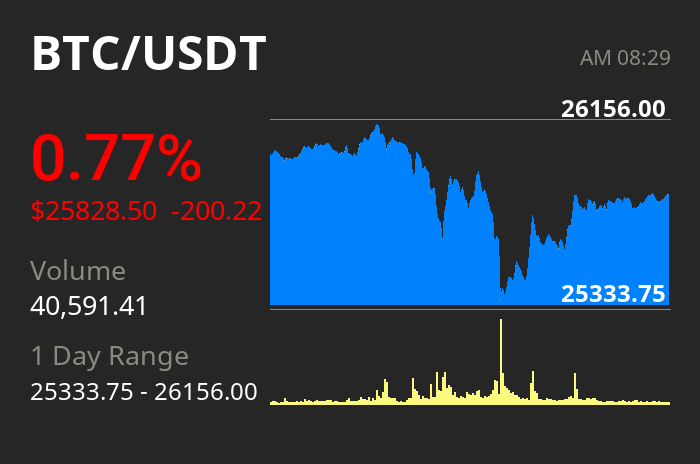 BTC/USDT
AM 08:29
26156.00
0.77%
$25828.50 -200.22
Volume
40,591.41
25333.75
1 Day Range
25333.75 - 26156.00